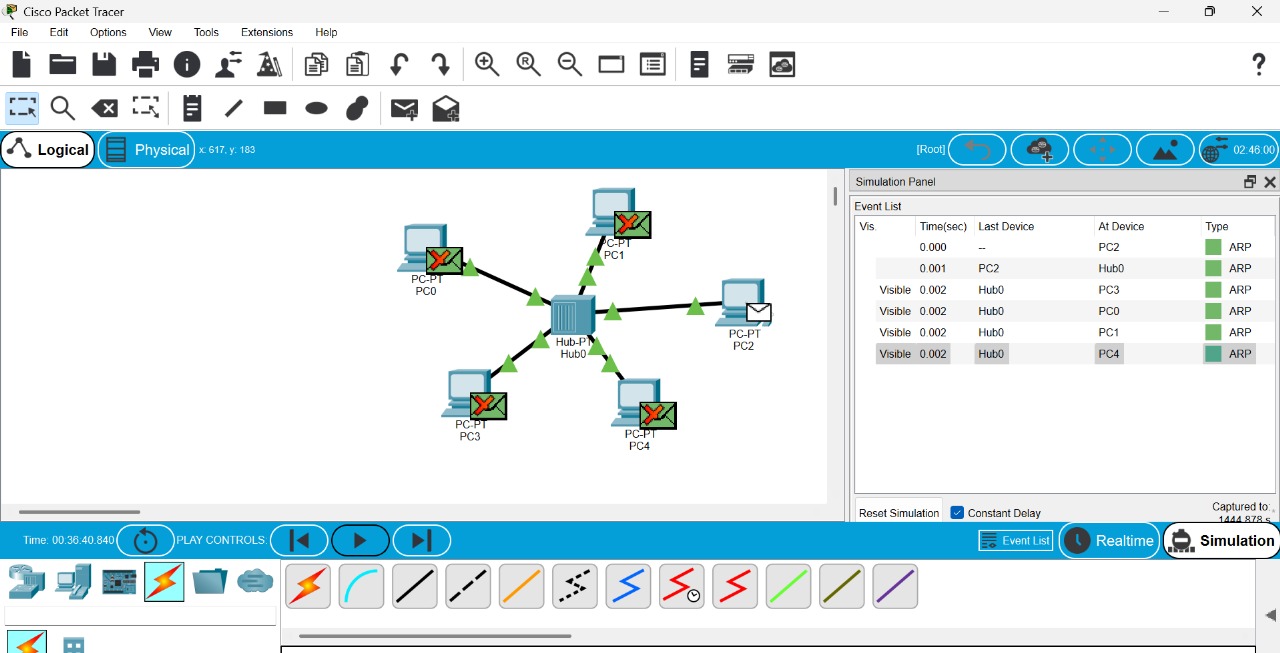 Cisco Packet Tracer
File Edit Options View Tools Extensions Help
Logical Physical x: 617, y: 183 [Root] 02:46:00
Simulation Panel
Event List
Vis. Time(sec) Last Device At Device Type
0.000 -- PC2 ARP
0.001 PC2 Hub0 ARP
Visible 0.002 Hub0 PC3 ARP
Visible 0.002 Hub0 PC0 ARP
Visible 0.002 Hub0 PC1 ARP
Visible 0.002 Hub0 PC4 ARP
PC-PT
PC1
PC-PT
PC0
PC-PT
PC2
Hub-PT
Hub0
PC-PT
PC3
PC-PT
PC4
Reset Simulation Constant Delay Captured to:
1444.878 s
Time: 00:36:40.840 PLAY CONTROLS: Event List Realtime Simulation